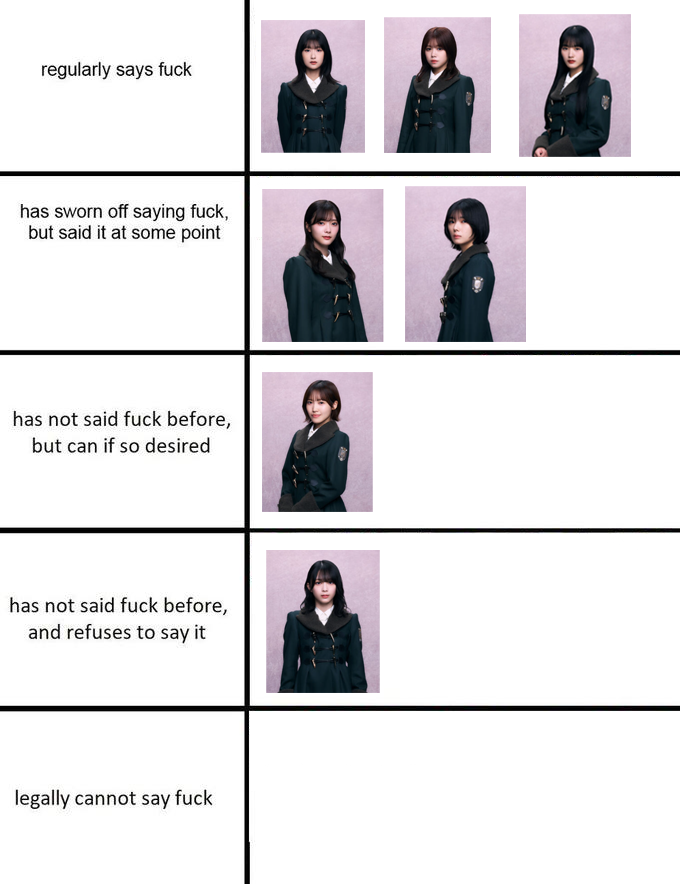 regularly says fuck
has sworn off saying fuck,
but said it at some point
has not said fuck before,
but can if so desired
has not said fuck before,
and refuses to say it
legally cannot say fuck